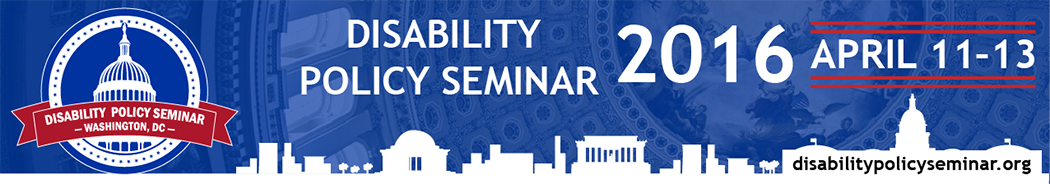 DISABILITY POLICY SEMINAR
– WASHINGTON, DC –
DISABILITY
POLICY SEMINAR
2016
APRIL 11-13
disabilitypolicyseminar.org